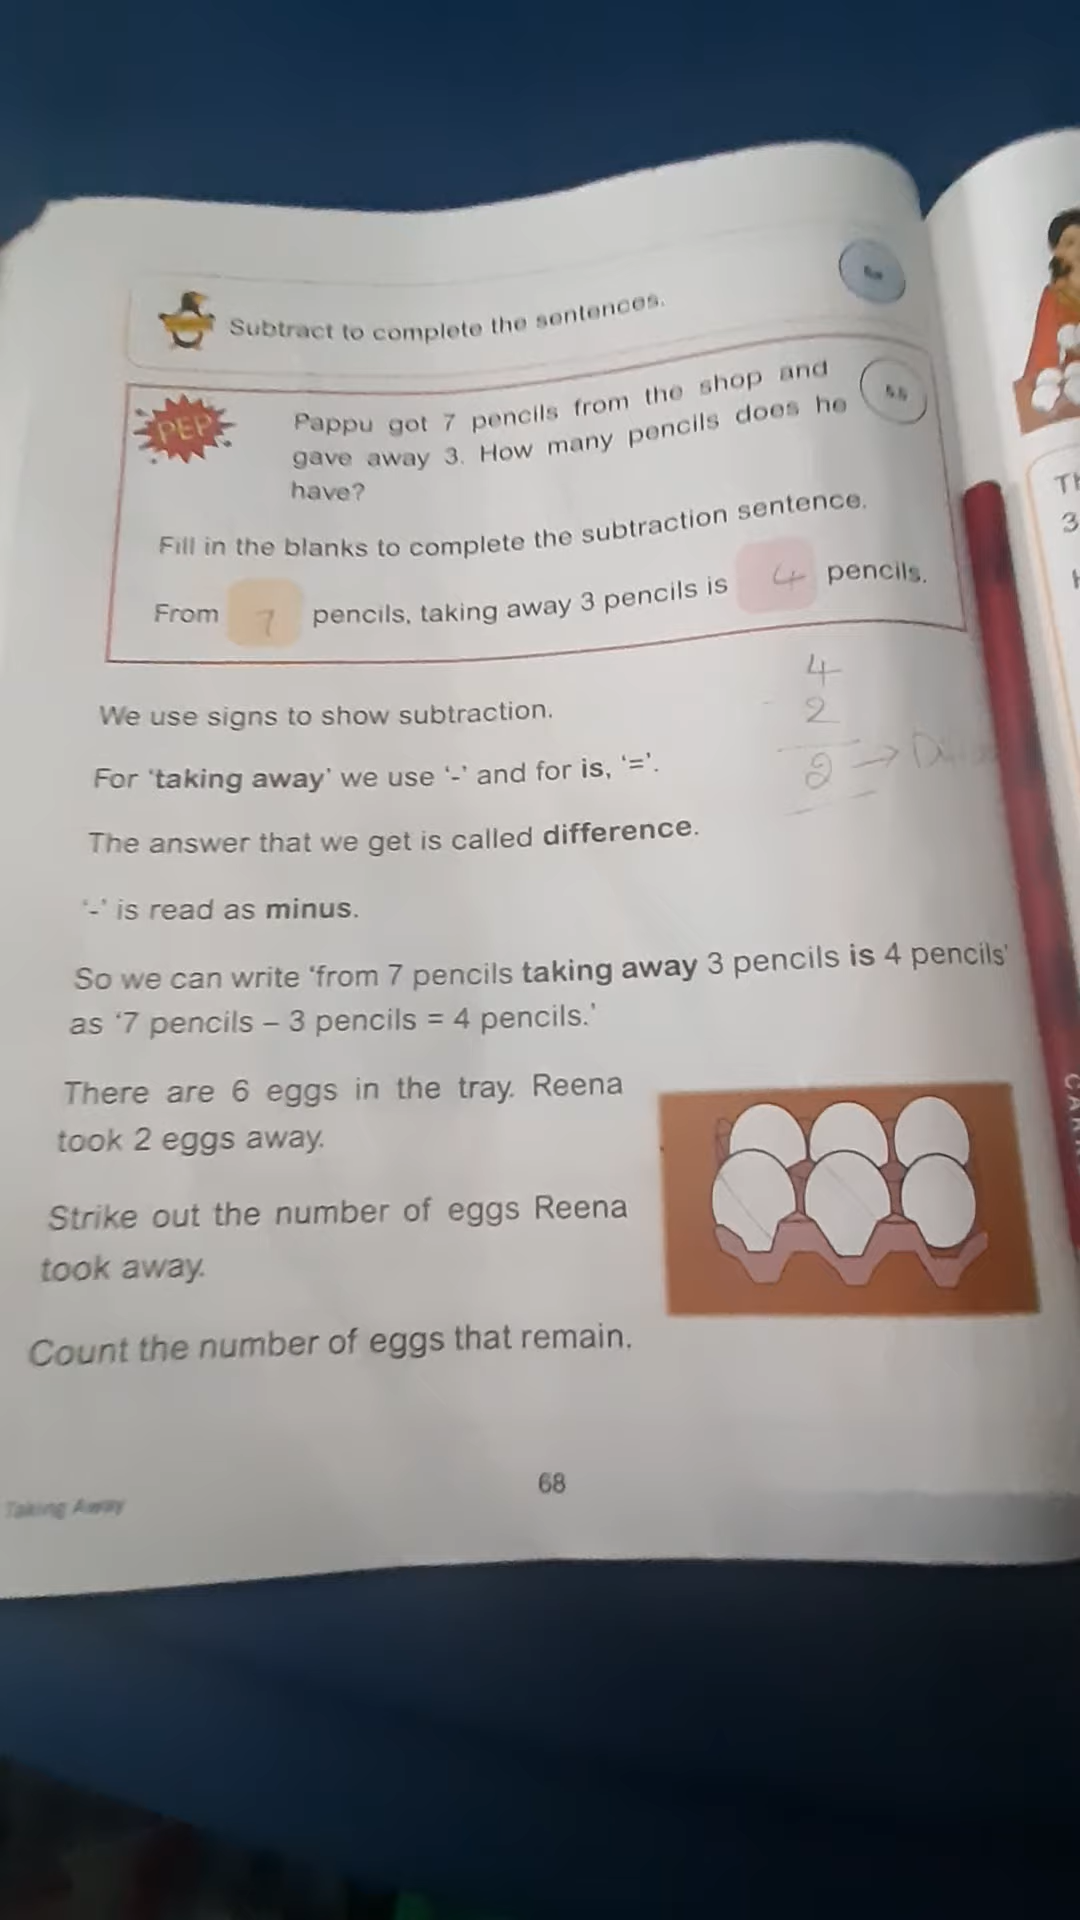 Subtract to complete the sentences.
PEP
Pappu got 7 pencils from the shop and
gave away 3. How many pencils does he
have?
Fill in the blanks to complete the subtraction sentence.
From 7 pencils, taking away 3 pencils is 4 pencils.
4
We use signs to show subtraction.
- 2
For ‘taking away’ we use ‘-’ and for is, ‘=’.
2 →
The answer that we get is called difference.
‘-’ is read as minus.
So we can write ‘from 7 pencils taking away 3 pencils is 4 pencils’
as ‘7 pencils – 3 pencils = 4 pencils.’
There are 6 eggs in the tray. Reena
took 2 eggs away.
Strike out the number of eggs Reena
took away.
Count the number of eggs that remain.
68
Taking Away
3